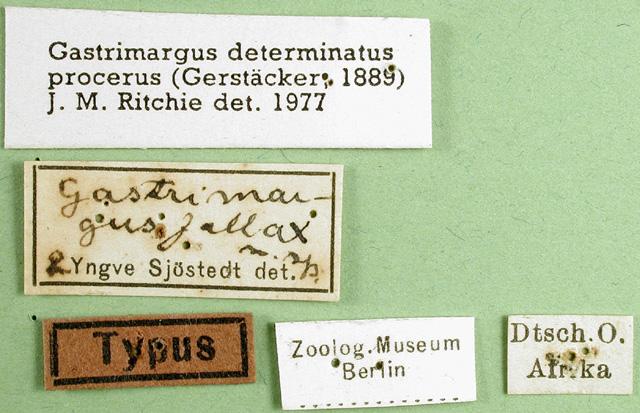 Gastrimargus determinatus
procerus (Gerstäcker, 1889)
J. M. Ritchie det. 1977
Gastrimar-
gus fallax
n. sp.
♀ Yngve Sjöstedt det.
Typus
Zoolog. Museum
Berlin
Dtsch. O.
Afrika